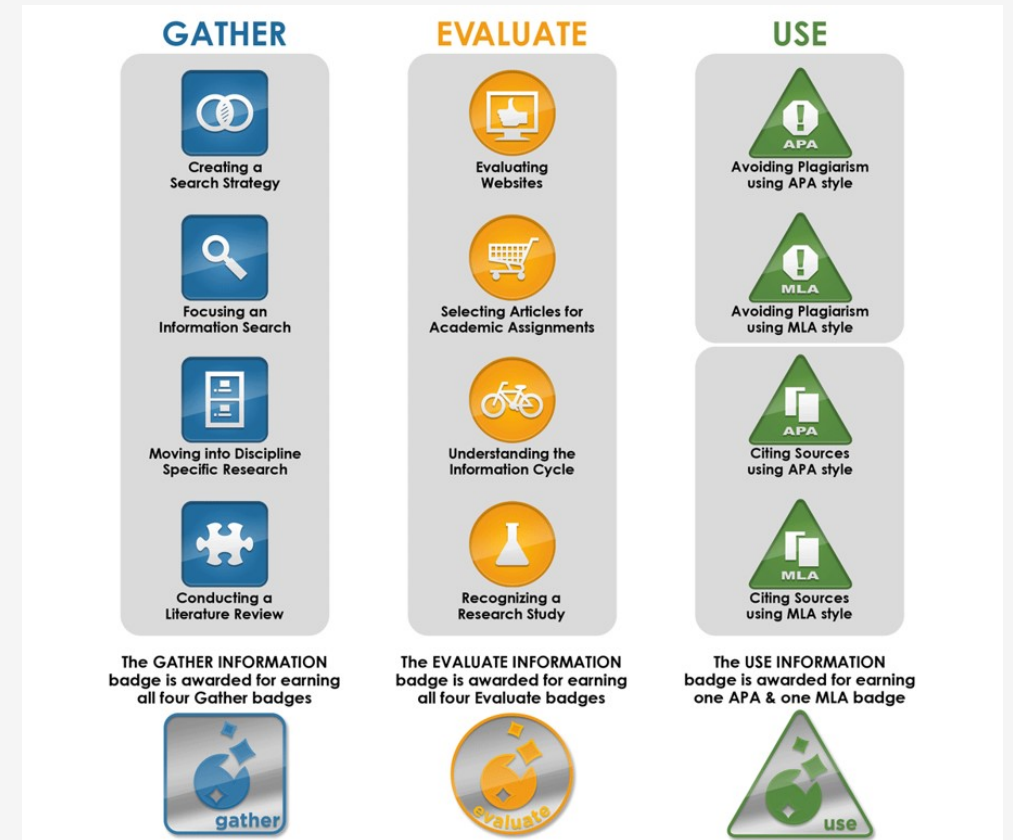 GATHER
Creating a
Search Strategy
Focusing an
Information Search
Moving into Discipline
Specific Research
Conducting a
Literature Review
The GATHER INFORMATION
badge is awarded for earning
all four Gather badges
gather
EVALUATE
Evaluating
Websites
Selecting Articles for
Academic Assignments
Understanding the
Information Cycle
Recognizing a
Research Study
The EVALUATE INFORMATION
badge is awarded for earning
all four Evaluate badges
evaluate
USE
APA
Avoiding Plagiarism
using APA style
MLA
Avoiding Plagiarism
using MLA style
APA
Citing Sources
using APA style
MLA
Citing Sources
using MLA style
The USE INFORMATION
badge is awarded for earning
one APA & one MLA badge
use